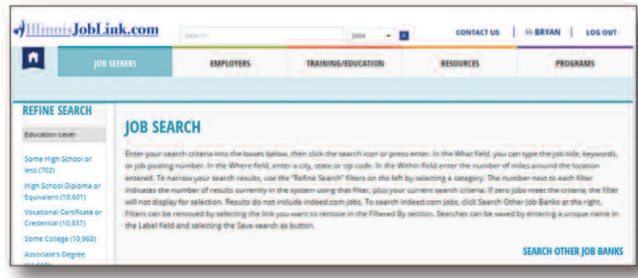 IllinoisJobLink.com
Search
Jobs
CONTACT US
Hi BRYAN
LOG OUT
JOB SEEKERS
EMPLOYERS
TRAINING/EDUCATION
RESOURCES
PROGRAMS
REFINE SEARCH
Education Level
Some High School or
less (702)
High School Diploma or
Equivalent (10,601)
Vocational Certificate or
Credential (10,837)
Some College (10,968)
Associate's Degree
JOB SEARCH
Enter your search criteria into the boxes below, then click the search icon or press enter. In the What field, you can type the job title, keywords,
or job posting number. In the Where field, enter a city, state or zip code. In the Within field enter the number of miles around the location
entered. To narrow your search results, use the "Refine Search" filters on the left by selecting a category. The number next to each filter
indicates the number of results currently in the system using that filter, plus your current search criteria. If zero jobs meet the criteria, the filter
will not display for selection. Results do not include indeed.com jobs. To search indeed.com jobs, click Search Other Job Banks at the right.
Filters can be removed by selecting the link you want to remove in the Filtered By section. Searches can be saved by entering a unique name in
the Label field and selecting the Save search as button.
SEARCH OTHER JOB BANKS